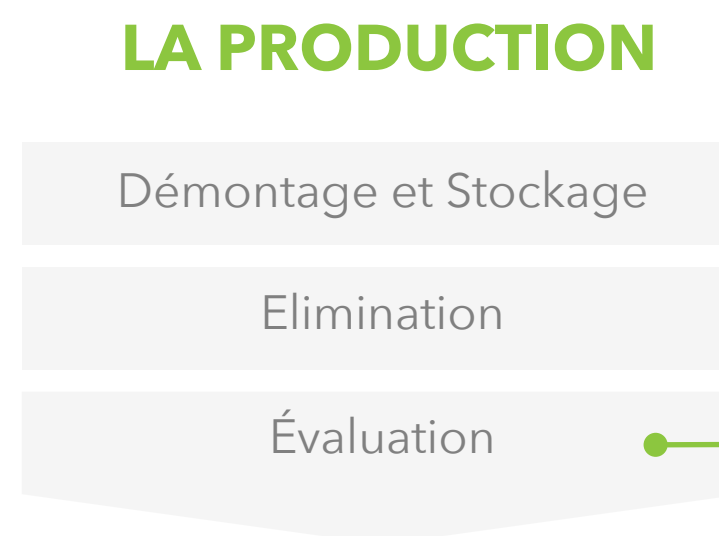 LA PRODUCTION
Démontage et Stockage
Elimination
Évaluation